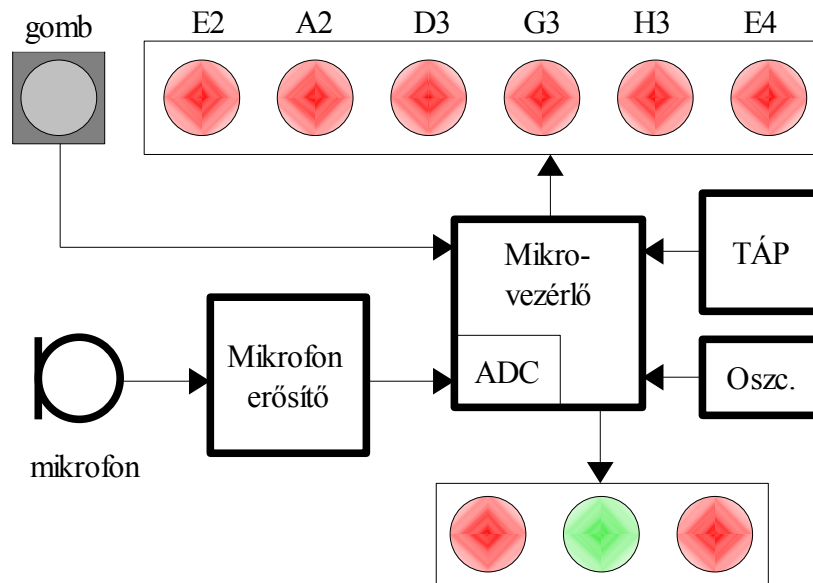 gomb
E2 A2 D3 G3 H3 E4
Mikro-
vezérlő
ADC
TÁP
Oszc.
Mikrofon
erősítő
mikrofon